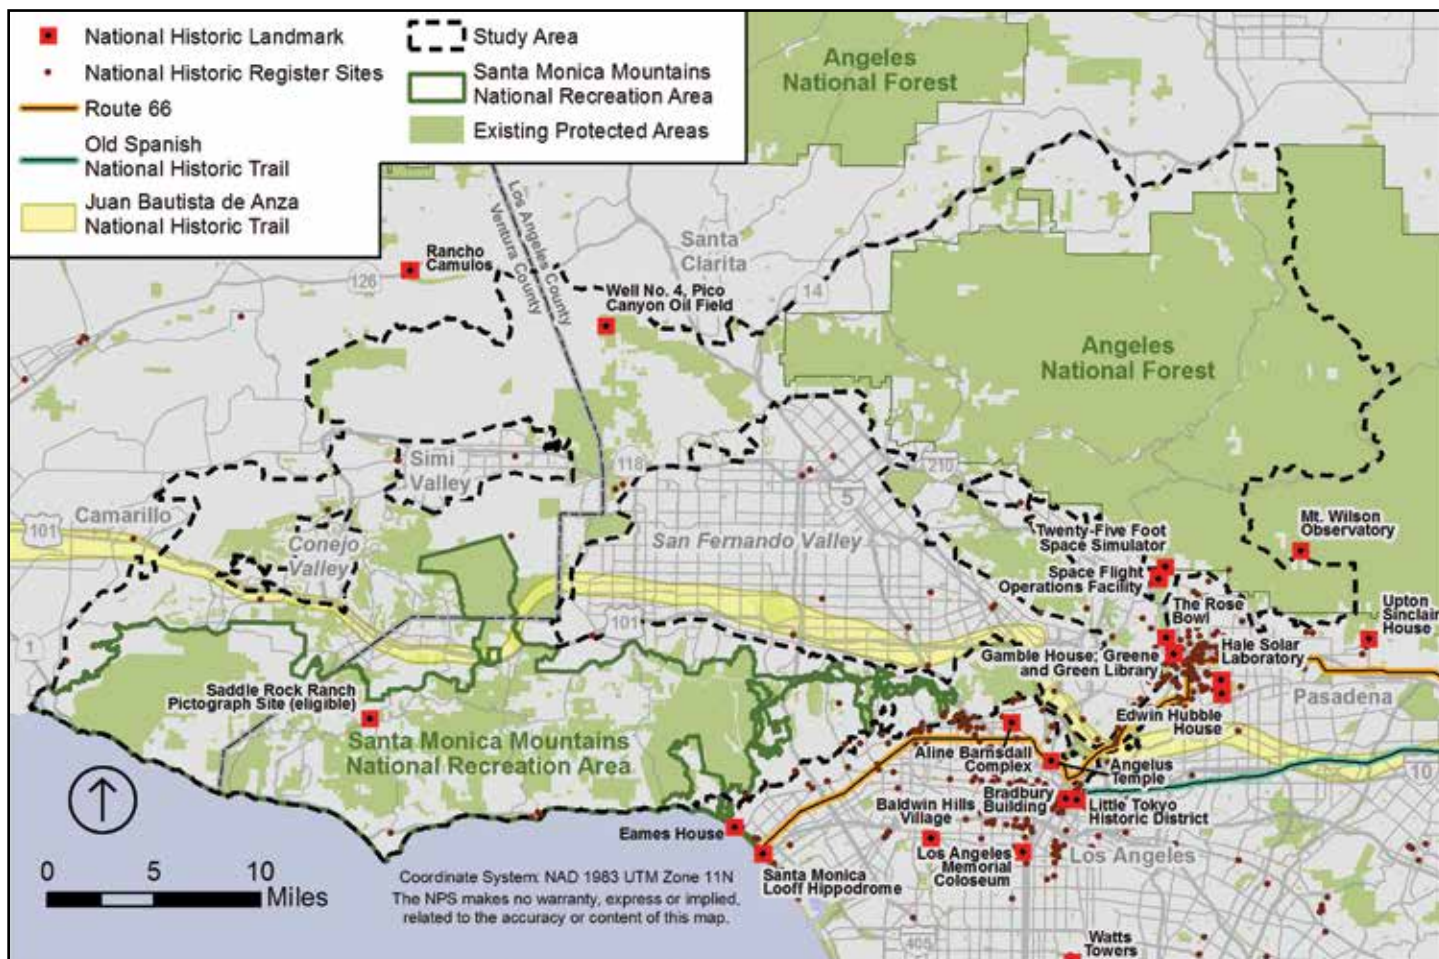 National Historic Landmark
National Historic Register Sites
Route 66
Old Spanish
National Historic Trail
Juan Bautista de Anza
National Historic Trail
Study Area
Santa Monica Mountains
National Recreation Area
Existing Protected Areas
Angeles
National Forest
Los Angeles County
Ventura County
Santa
Clarita
Rancho
Camulos
126
Well No. 4, Pico
Canyon Oil Field
14
Angeles
National Forest
Simi
Valley
118
210
5
Camarillo
101
Conejo
Valley
San Fernando Valley
Twenty-Five Foot
Space Simulator
Mt. Wilson
Observatory
Space Flight
Operations Facility
The Rose
Bowl
Upton
Sinclair
House
1
101
Gamble House; Greene
and Green Library
Hale Solar
Laboratory
Pasadena
Saddle Rock Ranch
Pictograph Site (eligible)
Santa Monica Mountains
National Recreation Area
Edwin Hubble
House
Aline Barnsdall
Complex
Angelus
Temple
10
Bradbury
Building
Little Tokyo
Historic District
Baldwin Hills
Village
Eames House
Los Angeles
Memorial
Coloseum
Los Angeles
Santa Monica
Looff Hippodrome
0 5 10
Miles
Coordinate System: NAD 1983 UTM Zone 11N
The NPS makes no warranty, express or implied,
related to the accuracy or content of this map.
405
Watts
Towers